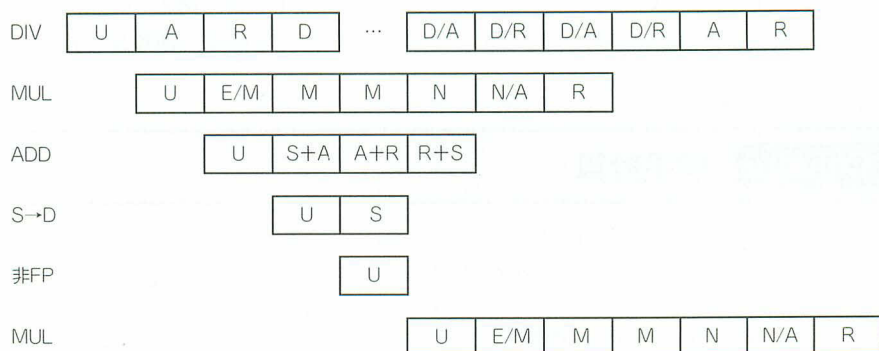 DIV U A R D … D/A D/R D/A D/R A R
MUL U E/M M M N N/A R
ADD U S+A A+R R+S
S→D U S
非FP U
MUL U E/M M M N N/A R